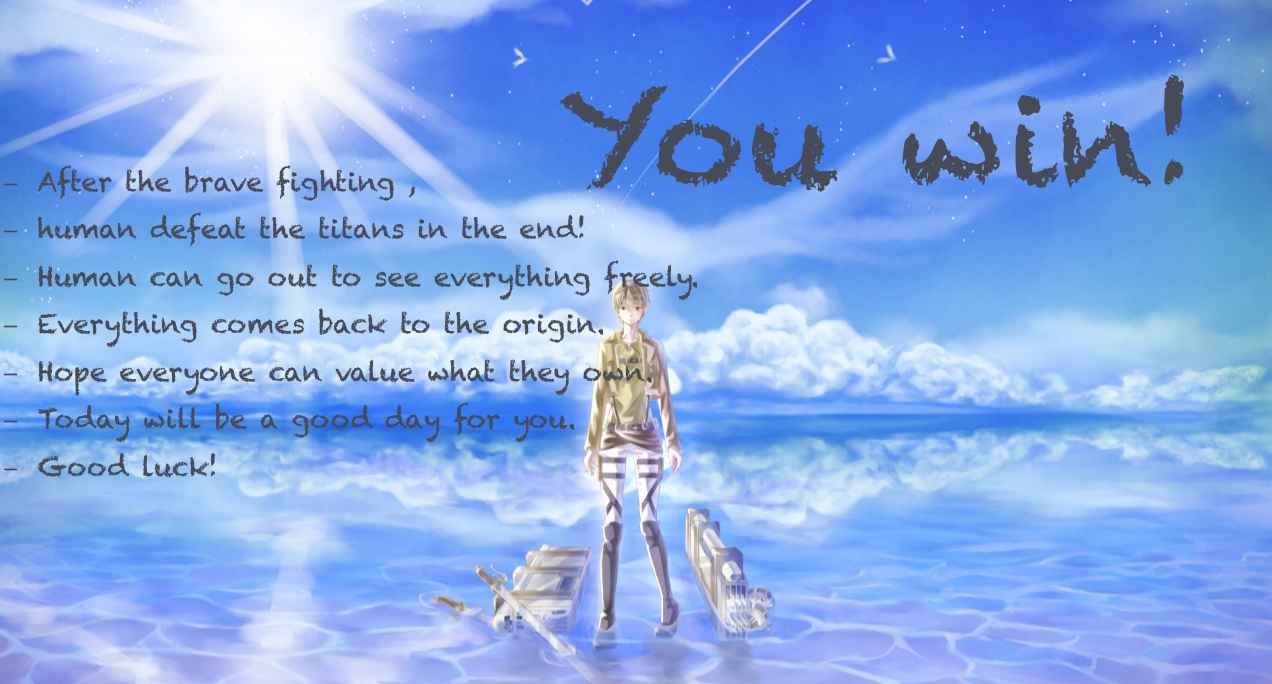 You win!
– After the brave fighting ,
– human defeat the titans in the end!
– Human can go out to see everything freely.
– Everything comes back to the origin.
– Hope everyone can value what they own.
– Today will be a good day for you.
– Good luck!